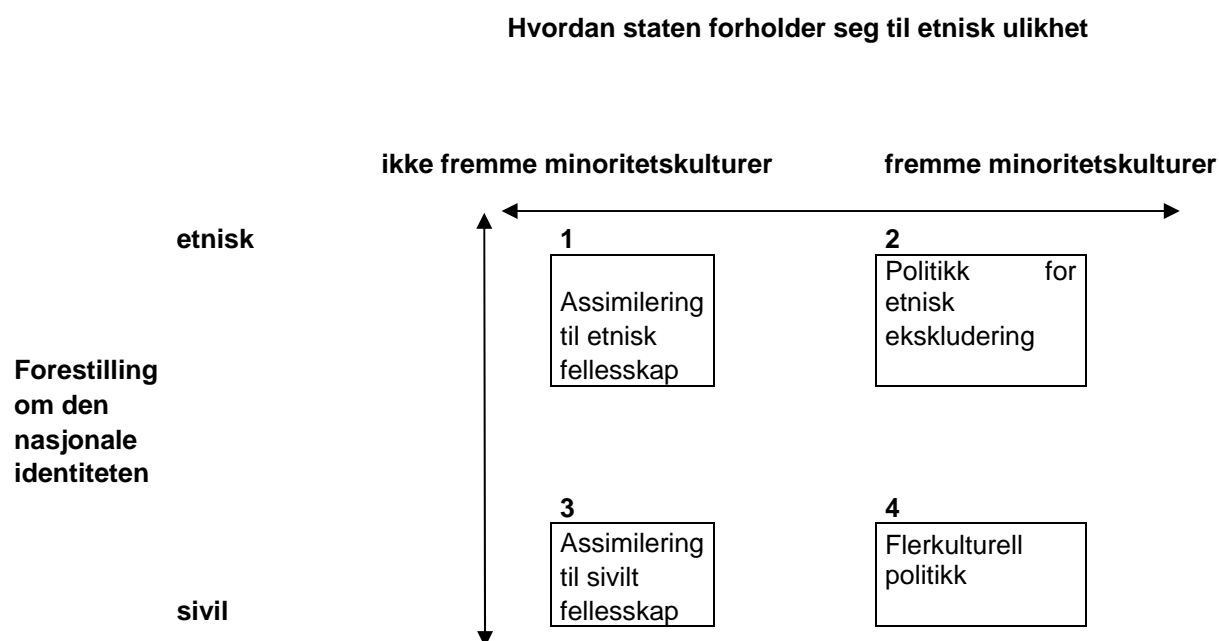 Hvordan staten forholder seg til etnisk ulikhet
ikke fremme minoritetskulturer
fremme minoritetskulturer
etnisk
1
2
Assimilering
til etnisk
fellesskap
Politikk for
etnisk
ekskludering
Forestilling
om den
nasjonale
identiteten
3
4
Assimilering
til sivilt
fellesskap
Flerkulturell
politikk
sivil